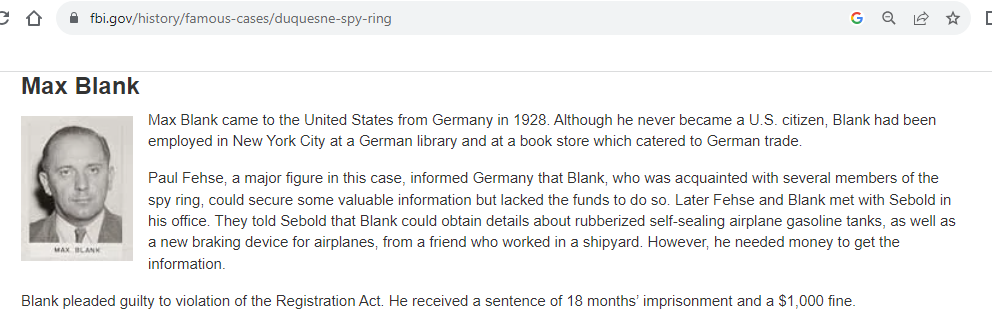 fbi.gov/history/famous-cases/duquesne-spy-ring
Max Blank
Max Blank came to the United States from Germany in 1928. Although he never became a U.S. citizen, Blank had been
employed in New York City at a German library and at a book store which catered to German trade.
Paul Fehse, a major figure in this case, informed Germany that Blank, who was acquainted with several members of the
spy ring, could secure some valuable information but lacked the funds to do so. Later Fehse and Blank met with Sebold in
his office. They told Sebold that Blank could obtain details about rubberized self-sealing airplane gasoline tanks, as well as
a new braking device for airplanes, from a friend who worked in a shipyard. However, he needed money to get the
information.
MAX BLANK
Blank pleaded guilty to violation of the Registration Act. He received a sentence of 18 months’ imprisonment and a $1,000 fine.